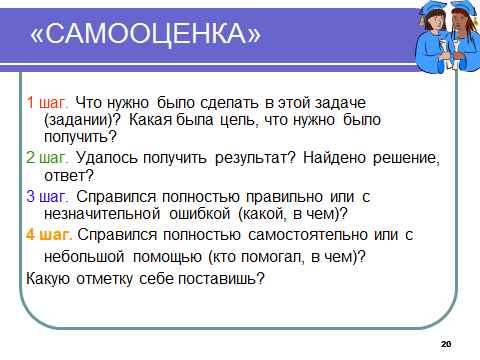 «САМООЦЕНКА»
1 шаг. Что нужно было сделать в этой задаче
(задании)? Какая была цель, что нужно было
получить?
2 шаг. Удалось получить результат? Найдено решение,
ответ?
3 шаг. Справился полностью правильно или с
незначительной ошибкой (какой, в чем)?
4 шаг. Справился полностью самостоятельно или с
небольшой помощью (кто помогал, в чем)?
Какую отметку себе поставишь?
20